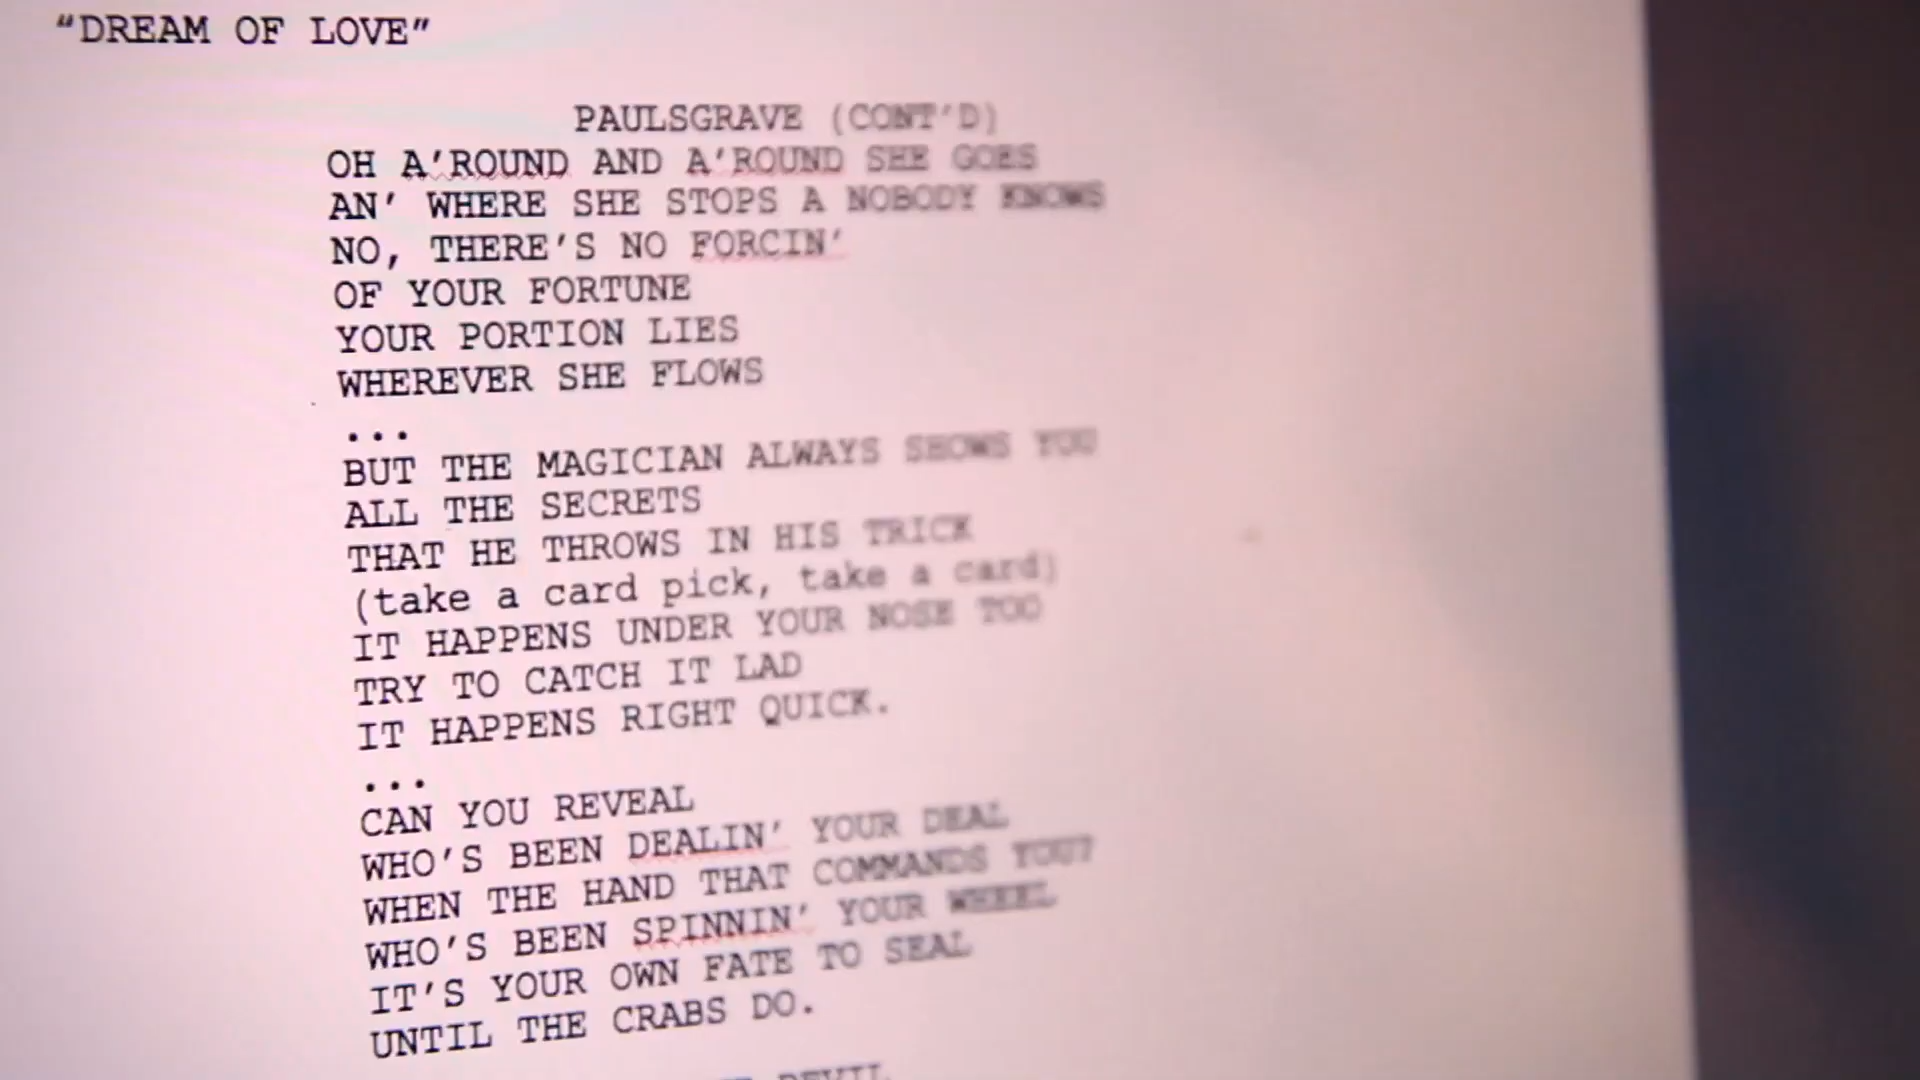 “DREAM OF LOVE”
PAULSGRAVE (CONT’D)
OH A’ROUND AND A’ROUND SHE GOES
AN’ WHERE SHE STOPS A NOBODY KNOWS
NO, THERE’S NO FORCIN’
OF YOUR FORTUNE
YOUR PORTION LIES
WHEREVER SHE FLOWS
...
BUT THE MAGICIAN ALWAYS SHOWS YOU
ALL THE SECRETS
THAT HE THROWS IN HIS TRICK
(take a card pick, take a card)
IT HAPPENS UNDER YOUR NOSE TOO
TRY TO CATCH IT LAD
IT HAPPENS RIGHT QUICK.
...
CAN YOU REVEAL
WHO’S BEEN DEALIN’ YOUR DEAL
WHEN THE HAND THAT COMMANDS YOU?
WHO’S BEEN SPINNIN’ YOUR WHEEL
IT’S YOUR OWN FATE TO SEAL
UNTIL THE CRABS DO.
DEVIL